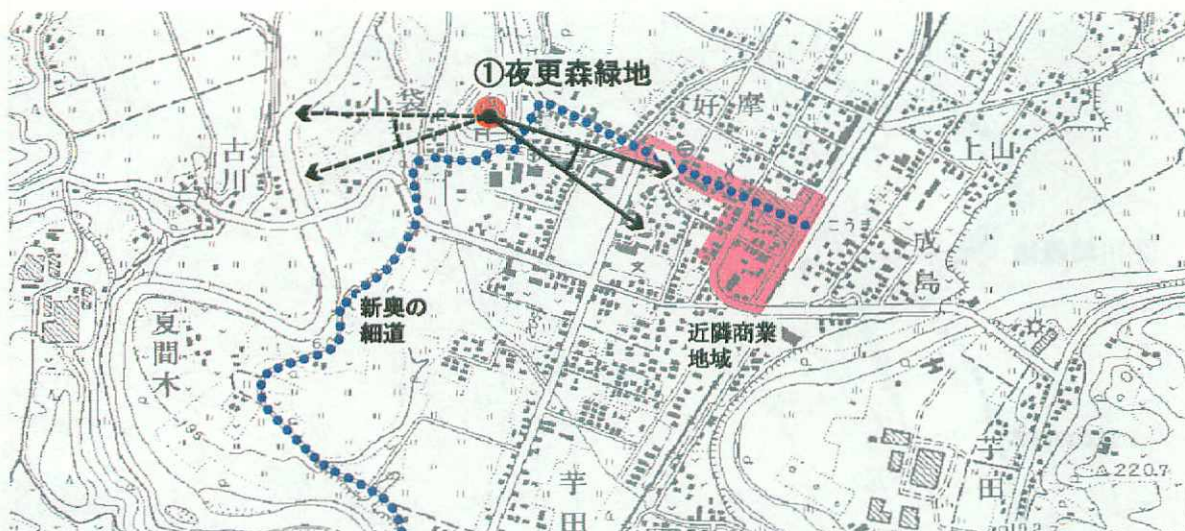 ①夜更森緑地
小袋
好摩
上山
古川
こうま
成島
新奥の
細道
夏間木
近隣商業
地域
文
芋田
芋田
220.7